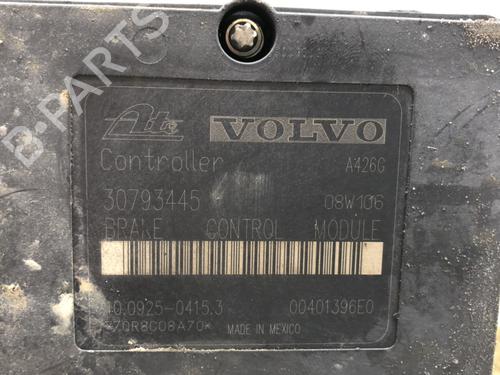 Ate VOLVO
Controller A426G
30793445 08W106
BRAKE CONTROL MODULE
10.0925-0415.3 00401396E0
*70R8C08A70*
MADE IN MEXICO
B-PARTS